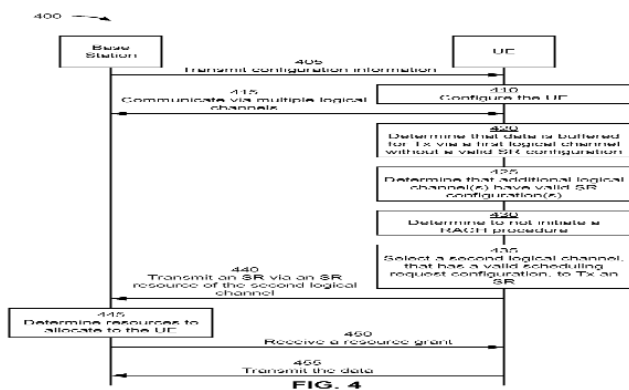 400
Base
Station
UE
405
Transmit configuration information
410
Configure the UE
415
Communicate via multiple logical
channels
420
Determine that data is buffered
for Tx via a first logical channel
without a valid SR configuration
425
Determine that additional logical
channel(s) have valid SR
configuration(s)
430
Determine to not initiate a
RACH procedure
435
Select a second logical channel,
that has a valid scheduling
request configuration, to Tx an
SR
440
Transmit an SR via an SR
resource of the second logical
channel
445
Determine resources to
allocate to the UE
450
Receive a resource grant
455
Transmit the data
FIG. 4